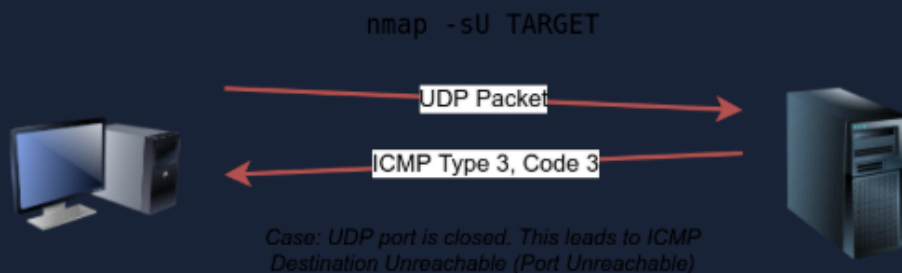 nmap -sU TARGET
UDP Packet
ICMP Type 3, Code 3
Case: UDP port is closed. This leads to ICMP
Destination Unreachable (Port Unreachable)